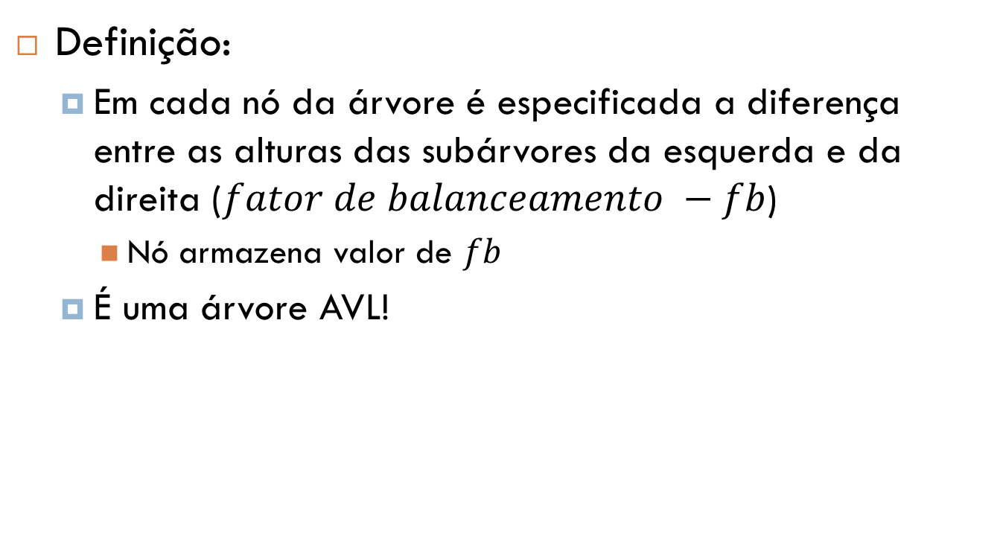 Definição:
Em cada nó da árvore é especificada a diferença
entre as alturas das subárvores da esquerda e da
direita (fator de balanceamento − fb)
Nó armazena valor de fb
É uma árvore AVL!